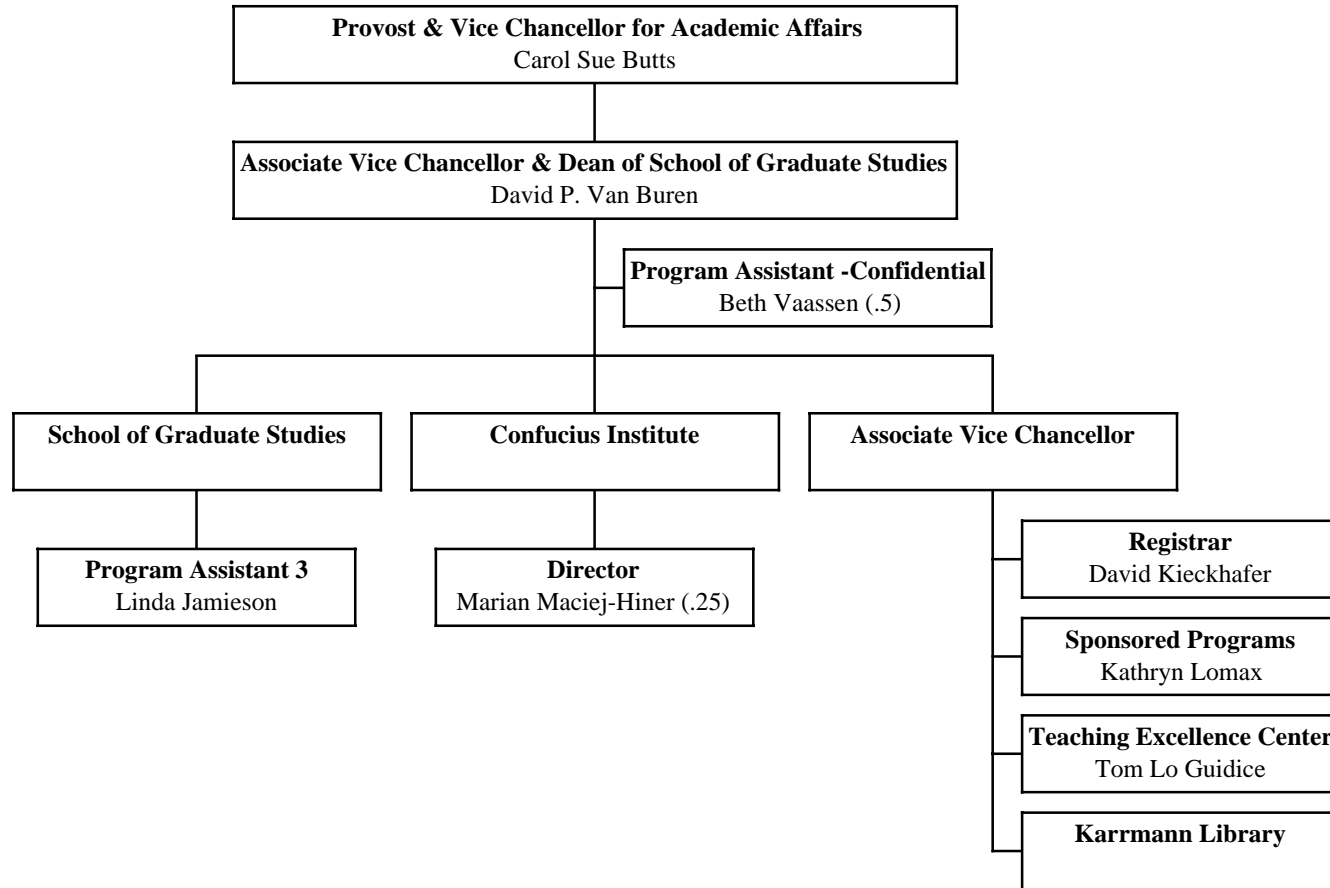 Provost & Vice Chancellor for Academic Affairs
Carol Sue Butts
Associate Vice Chancellor & Dean of School of Graduate Studies
David P. Van Buren
Program Assistant -Confidential
Beth Vaassen (.5)
School of Graduate Studies
Confucius Institute
Associate Vice Chancellor
Program Assistant 3
Linda Jamieson
Director
Marian Maciej-Hiner (.25)
Registrar
David Kieckhafer
Sponsored Programs
Kathryn Lomax
Teaching Excellence Center
Tom Lo Guidice
Karrmann Library